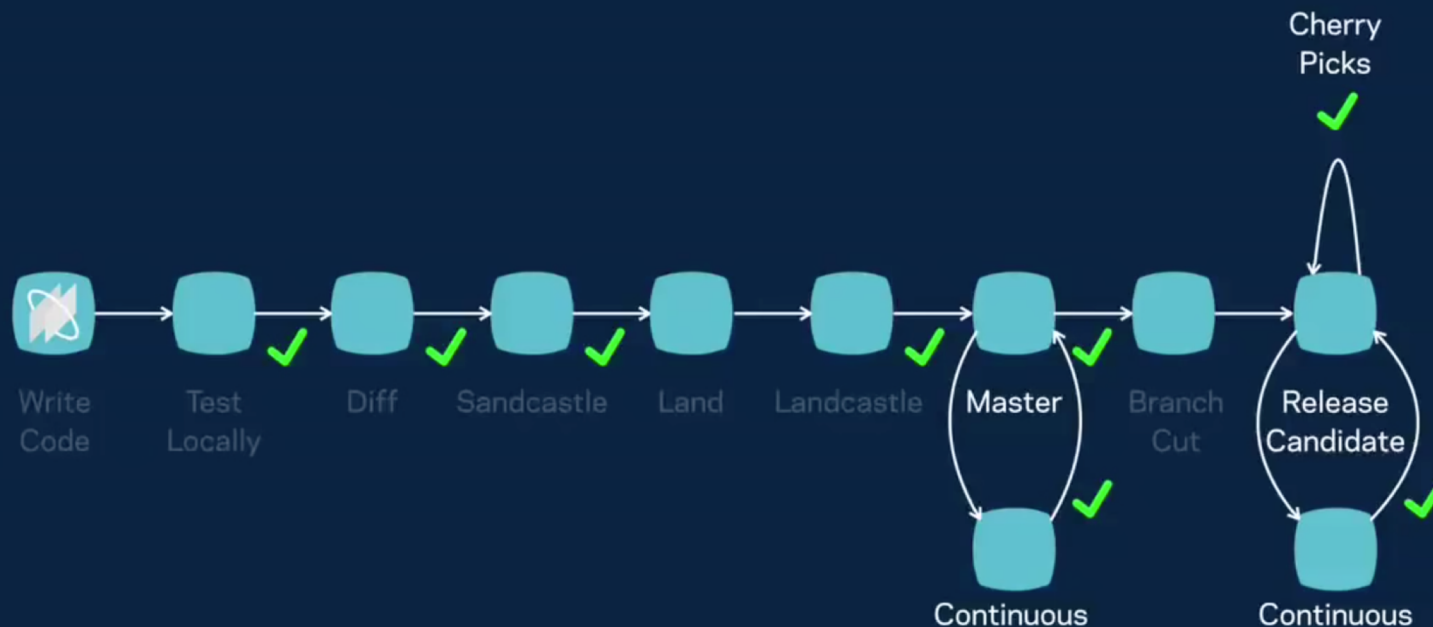 Cherry
Picks
Write
Code
Test
Locally
Diff
Sandcastle
Land
Landcastle
Master
Branch
Cut
Release
Candidate
Continuous
Continuous